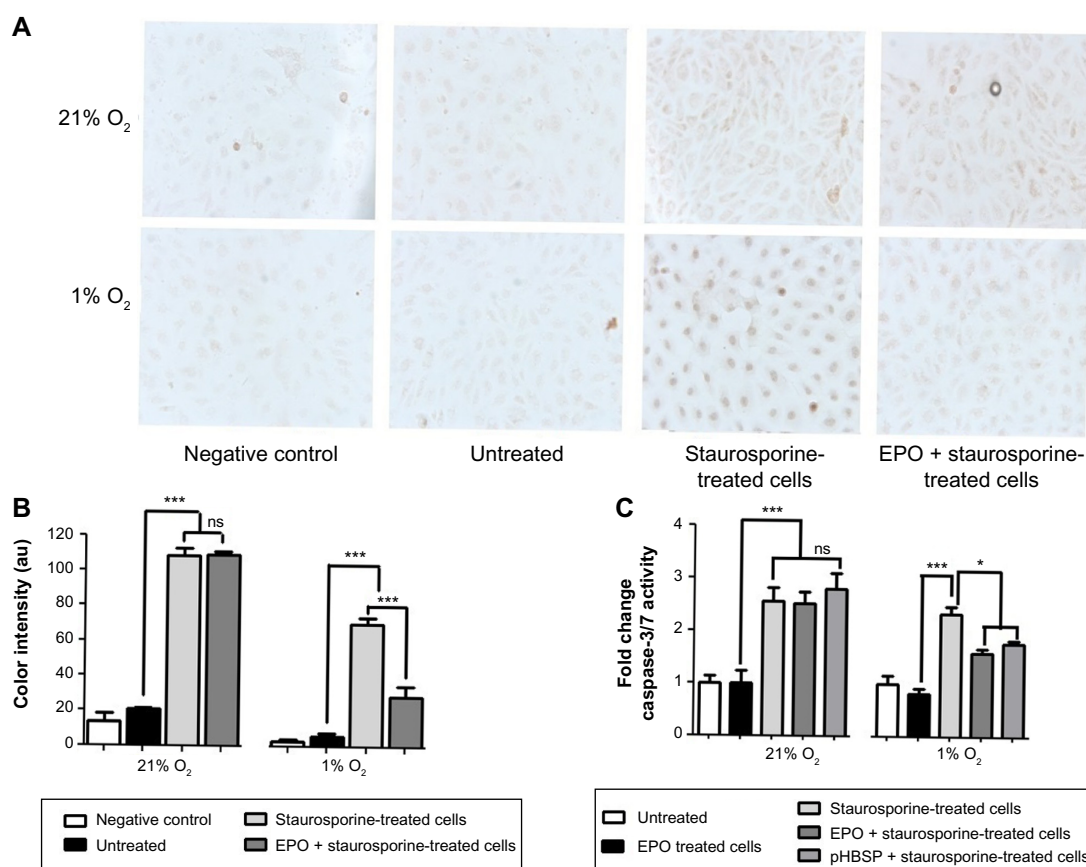 A
21% O2
1% O2
Negative control
Untreated
Staurosporine-
treated cells
EPO + staurosporine-
treated cells
B
Color intensity (au)
120
100
80
60
40
20
0
***
ns
***
***
21% O2
1% O2
Negative control
Untreated
Staurosporine-treated cells
EPO + staurosporine-treated cells
C
Fold change
caspase-3/7 activity
4
3
2
1
0
***
ns
***
*
21% O2
1% O2
Untreated
EPO treated cells
Staurosporine-treated cells
EPO + staurosporine-treated cells
pHBSP + staurosporine-treated cells